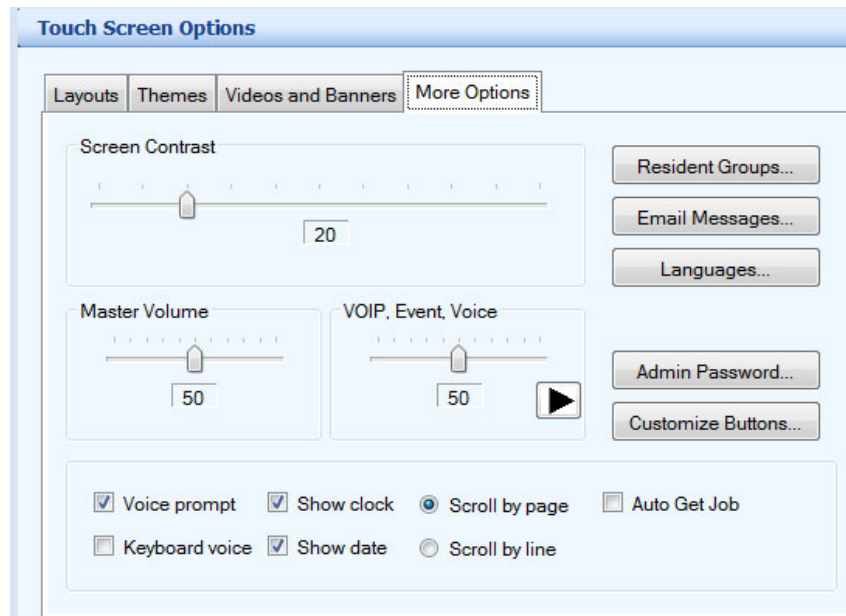 Touch Screen Options
Layouts Themes Videos and Banners More Options
Screen Contrast
20
Resident Groups...
Email Messages...
Languages...
Master Volume
50
VOIP, Event, Voice
50
Admin Password...
Customize Buttons...
Voice prompt Show clock Scroll by page Auto Get Job
Keyboard voice Show date Scroll by line